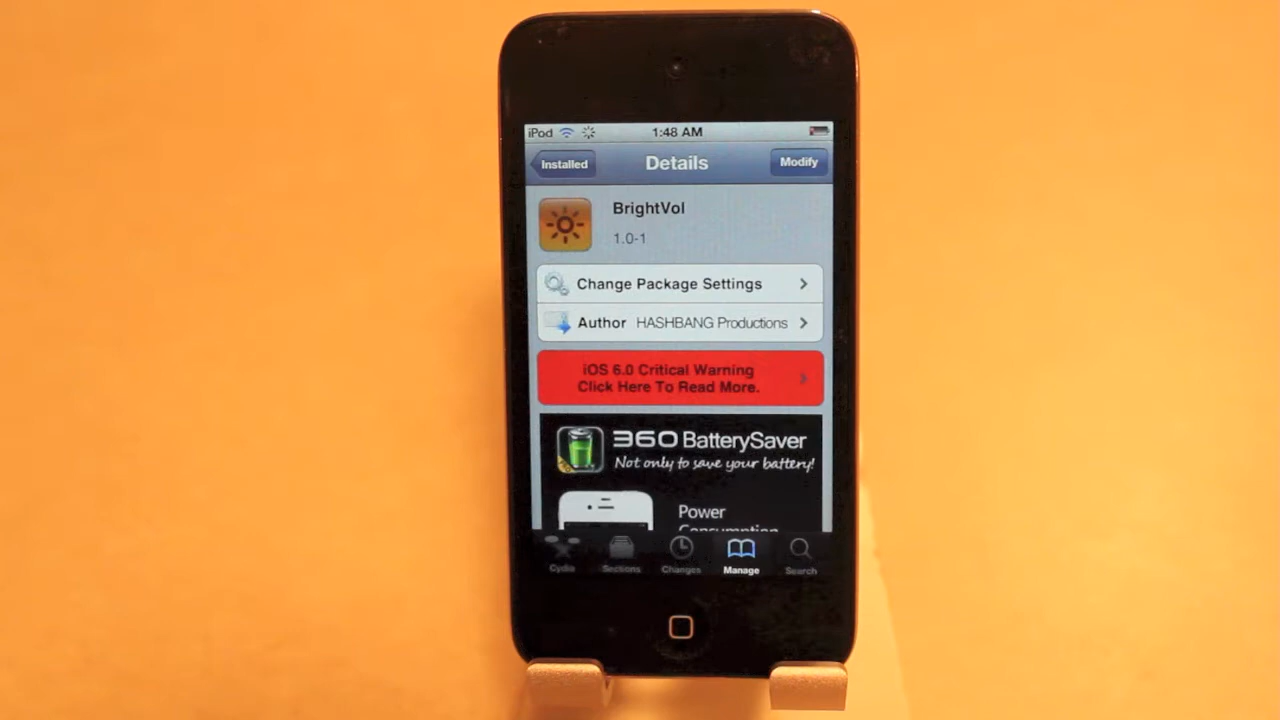 iPod 1:48 AM
Installed Details Modify
BrightVol
1.0-1
Change Package Settings
Author HASHBANG Productions
iOS 6.0 Critical Warning
Click Here To Read More.
360 BatterySaver
Not only to save your battery!
Power
Consumption
Cydia Sections Changes Manage Search